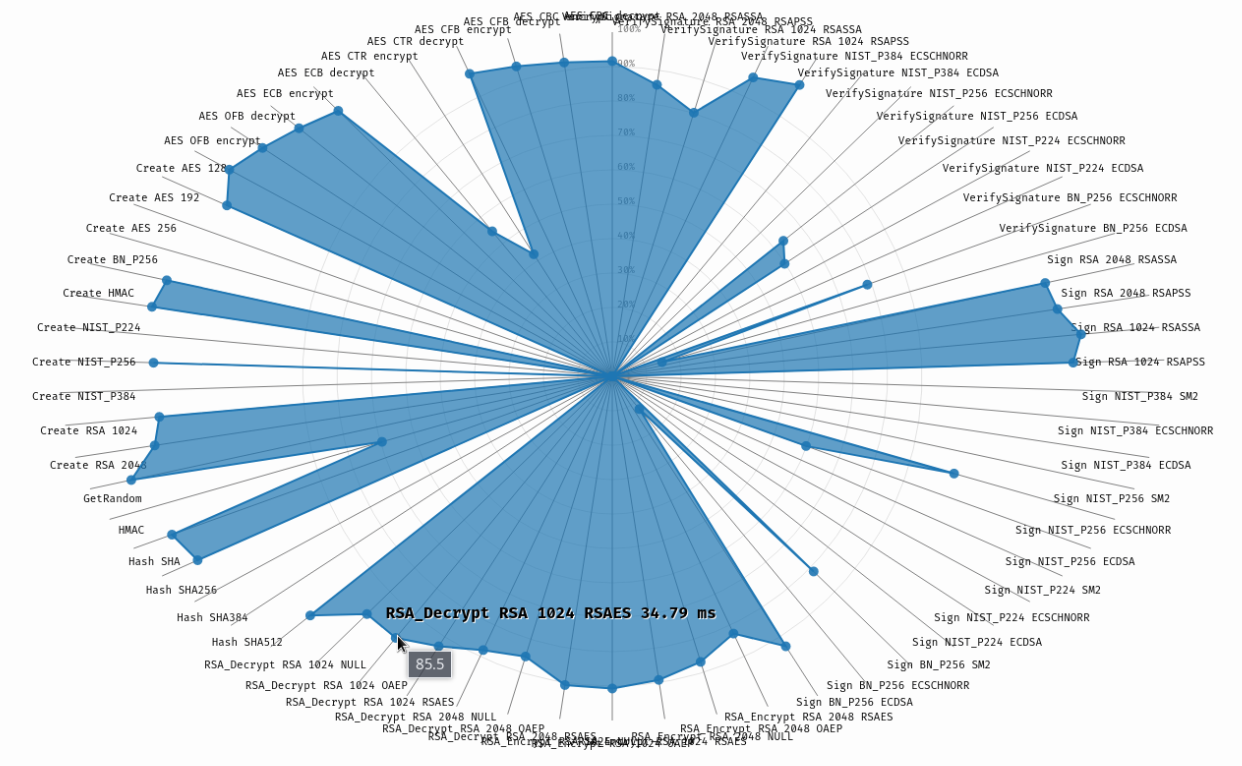 VerifySignature RSA 2048 RSASSA
VerifySignature RSA 2048 RSAPSS
VerifySignature RSA 1024 RSASSA
VerifySignature RSA 1024 RSAPSS
VerifySignature NIST_P384 ECSCHNORR
VerifySignature NIST_P384 ECDSA
VerifySignature NIST_P256 ECSCHNORR
VerifySignature NIST_P256 ECDSA
VerifySignature NIST_P224 ECSCHNORR
VerifySignature NIST_P224 ECDSA
VerifySignature BN_P256 ECSCHNORR
VerifySignature BN_P256 ECDSA
Sign RSA 2048 RSASSA
Sign RSA 2048 RSAPSS
Sign RSA 1024 RSASSA
Sign RSA 1024 RSAPSS
Sign NIST_P384 SM2
Sign NIST_P384 ECSCHNORR
Sign NIST_P384 ECDSA
Sign NIST_P256 SM2
Sign NIST_P256 ECSCHNORR
Sign NIST_P256 ECDSA
Sign NIST_P224 SM2
Sign NIST_P224 ECSCHNORR
Sign NIST_P224 ECDSA
Sign BN_P256 SM2
Sign BN_P256 ECSCHNORR
Sign BN_P256 ECDSA
RSA_Encrypt RSA 2048 RSAES
RSA_Encrypt RSA 2048 OAEP
RSA_Encrypt RSA 2048 NULL
RSA_Decrypt RSA 2048 RSAES
RSA_Decrypt RSA 2048 OAEP
RSA_Decrypt RSA 2048 NULL
RSA_Decrypt RSA 1024 RSAES
RSA_Decrypt RSA 1024 OAEP
RSA_Decrypt RSA 1024 NULL
Hash SHA512
Hash SHA384
Hash SHA256
Hash SHA
HMAC
GetRandom
Create RSA 2048
Create RSA 1024
Create NIST_P384
Create NIST_P256
Create NIST_P224
Create HMAC
Create BN_P256
Create AES 256
Create AES 192
Create AES 128
AES OFB encrypt
AES OFB decrypt
AES ECB encrypt
AES ECB decrypt
AES CTR encrypt
AES CTR decrypt
AES CFB encrypt
AES CFB decrypt
AES CBC
100%
90%
80%
70%
60%
50%
40%
30%
20%
10%
RSA_Decrypt RSA 1024 RSAES 34.79 ms
85.5